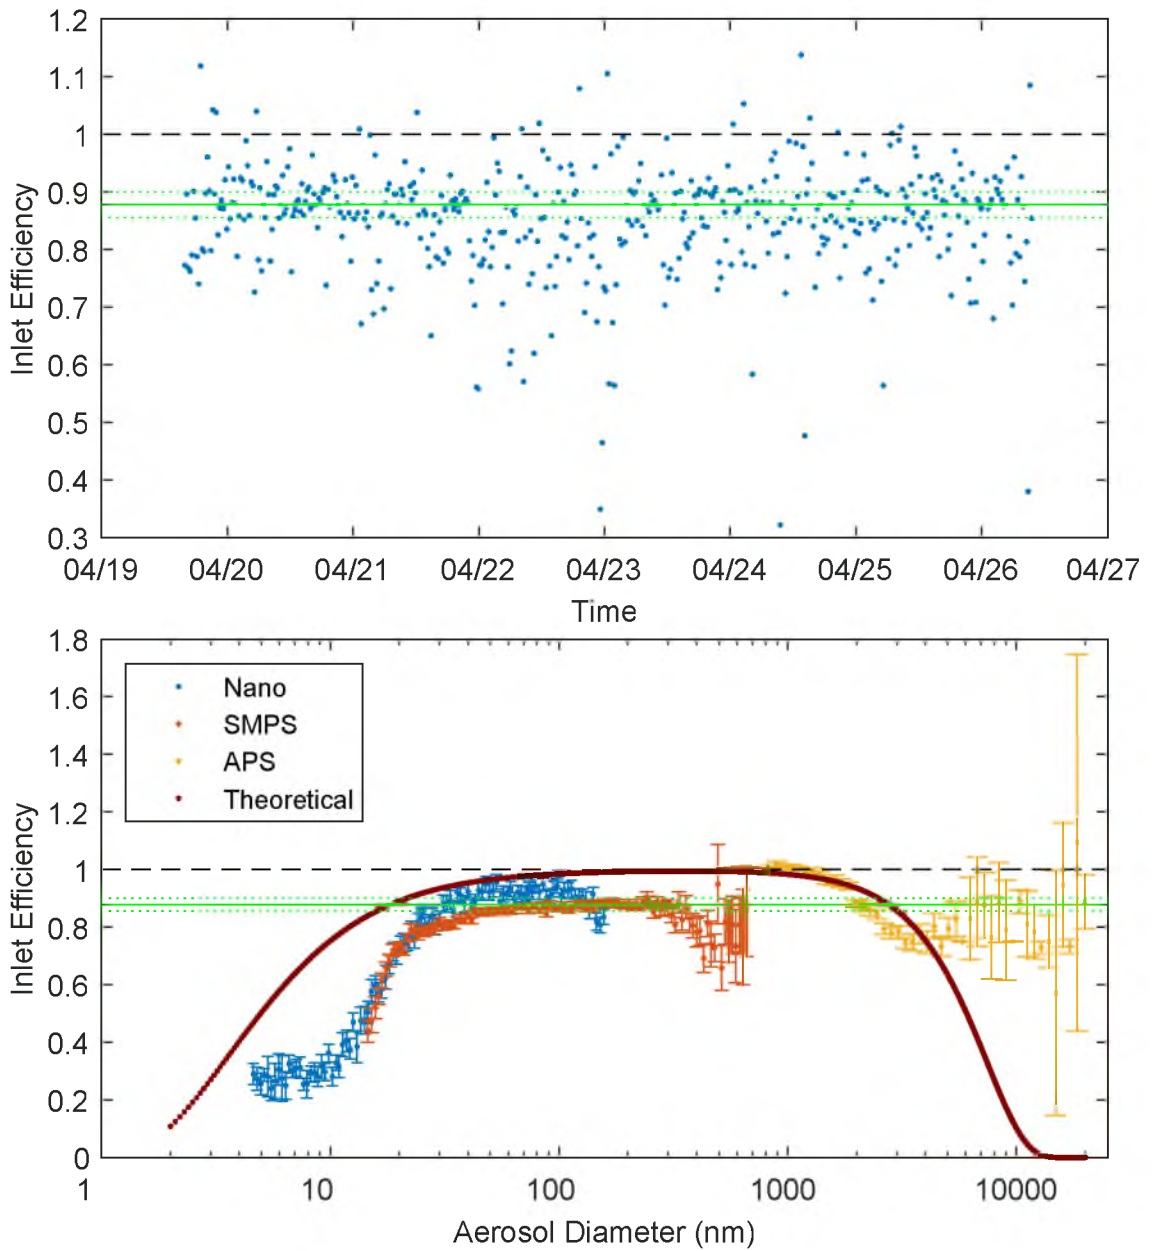 1.2
1.1
1
0.9
0.8
0.7
0.6
0.5
0.4
0.3
Inlet Efficiency
04/19 04/20 04/21 04/22 04/23 04/24 04/25 04/26 04/27
Time
1.8
1.6
1.4
1.2
1
0.8
0.6
0.4
0.2
0
Inlet Efficiency
Nano
SMPS
APS
Theoretical
1 10 100 1000 10000
Aerosol Diameter (nm)